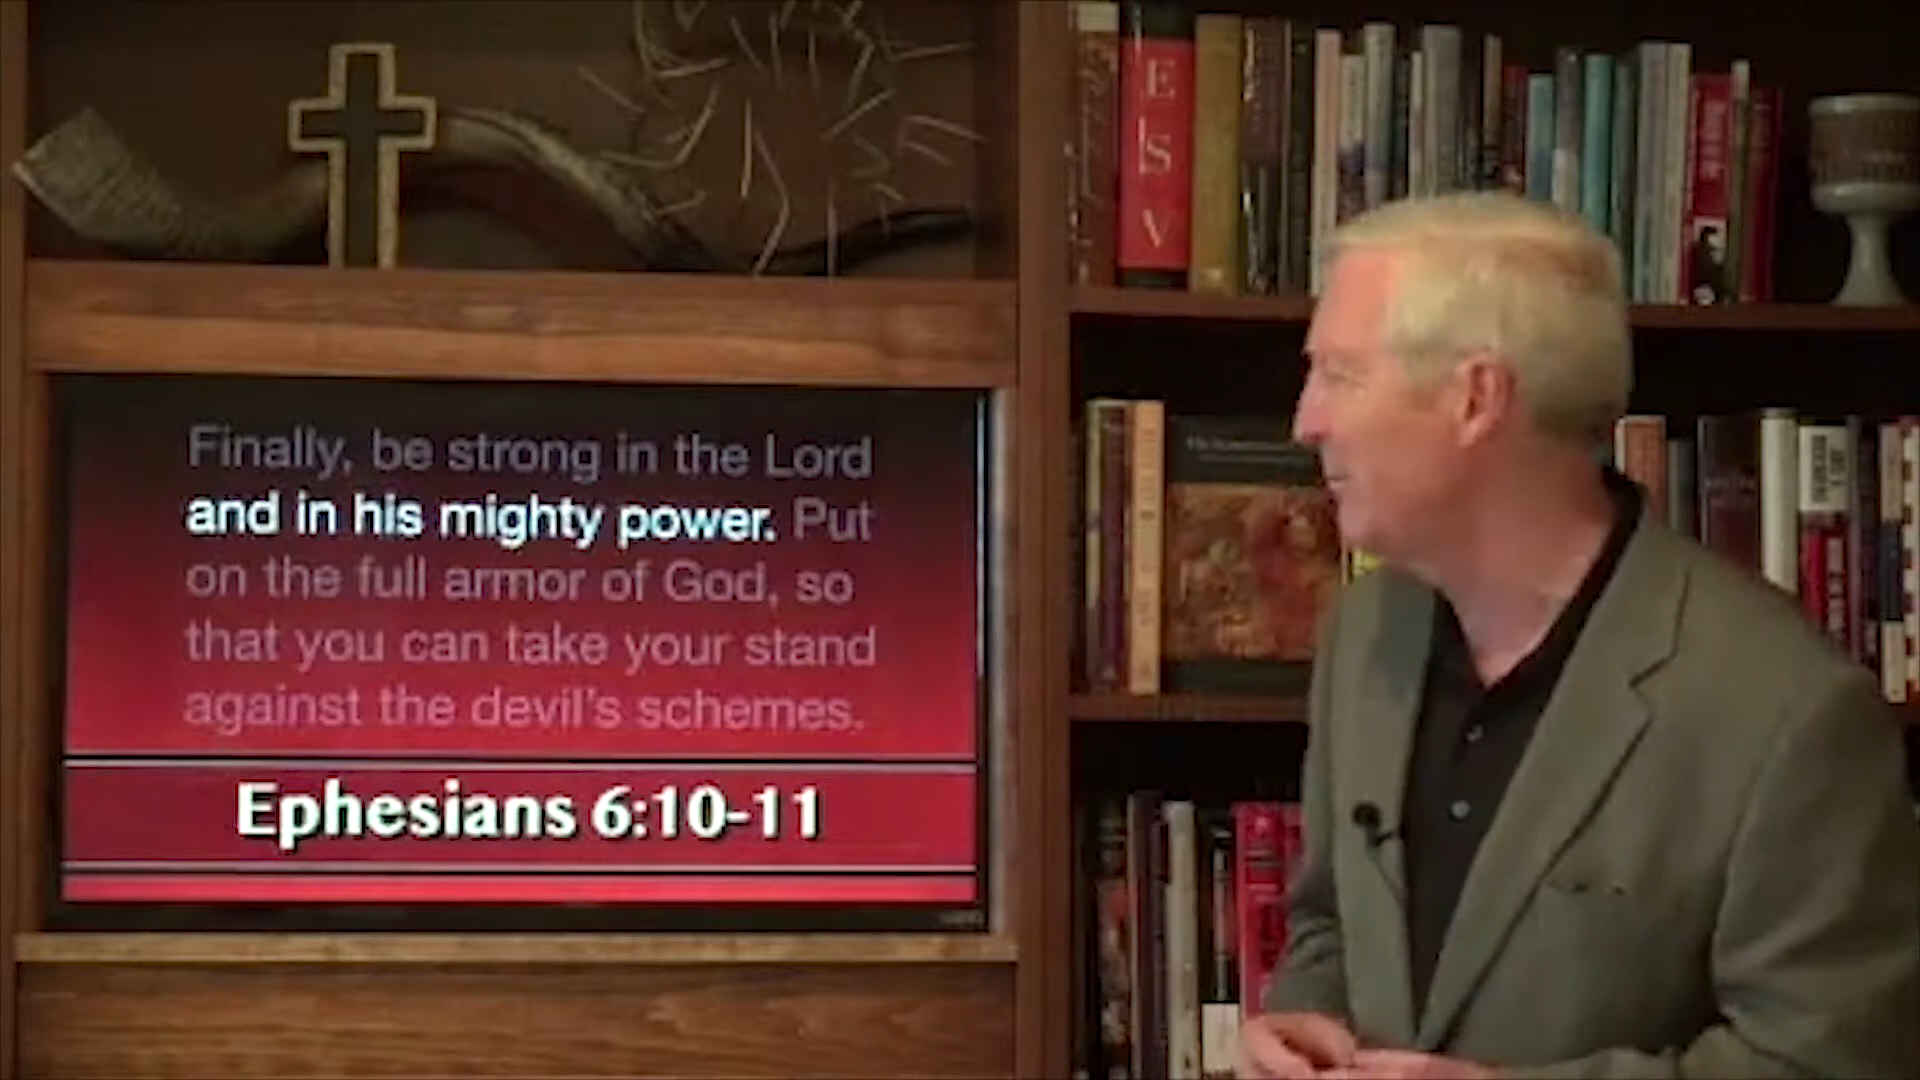 Finally, be strong in the Lord
and in his mighty power. Put
on the full armor of God, so
that you can take your stand
against the devil's schemes.
Ephesians 6:10-11
ESV